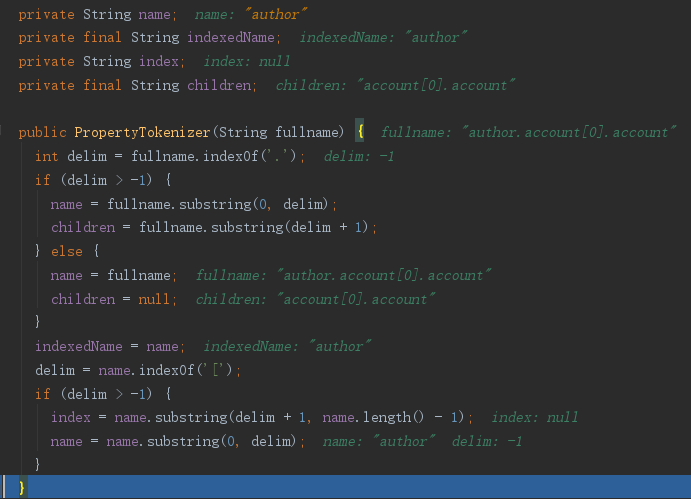 private String name;  name: "author"
private final String indexedName;  indexedName: "author"
private String index;  index: null
private final String children;  children: "account[0].account"
public PropertyTokenizer(String fullname) {  fullname: "author.account[0].account"
int delim = fullname.indexOf('.');  delim: -1
if (delim > -1) {
name = fullname.substring(0, delim);
children = fullname.substring(delim + 1);
} else {
name = fullname;  fullname: "author.account[0].account"
children = null;  children: "account[0].account"
}
indexedName = name;  indexedName: "author"
delim = name.indexOf('[');
if (delim > -1) {
index = name.substring(delim + 1, name.length() - 1);  index: null
name = name.substring(0, delim);  name: "author"  delim: -1
}
}